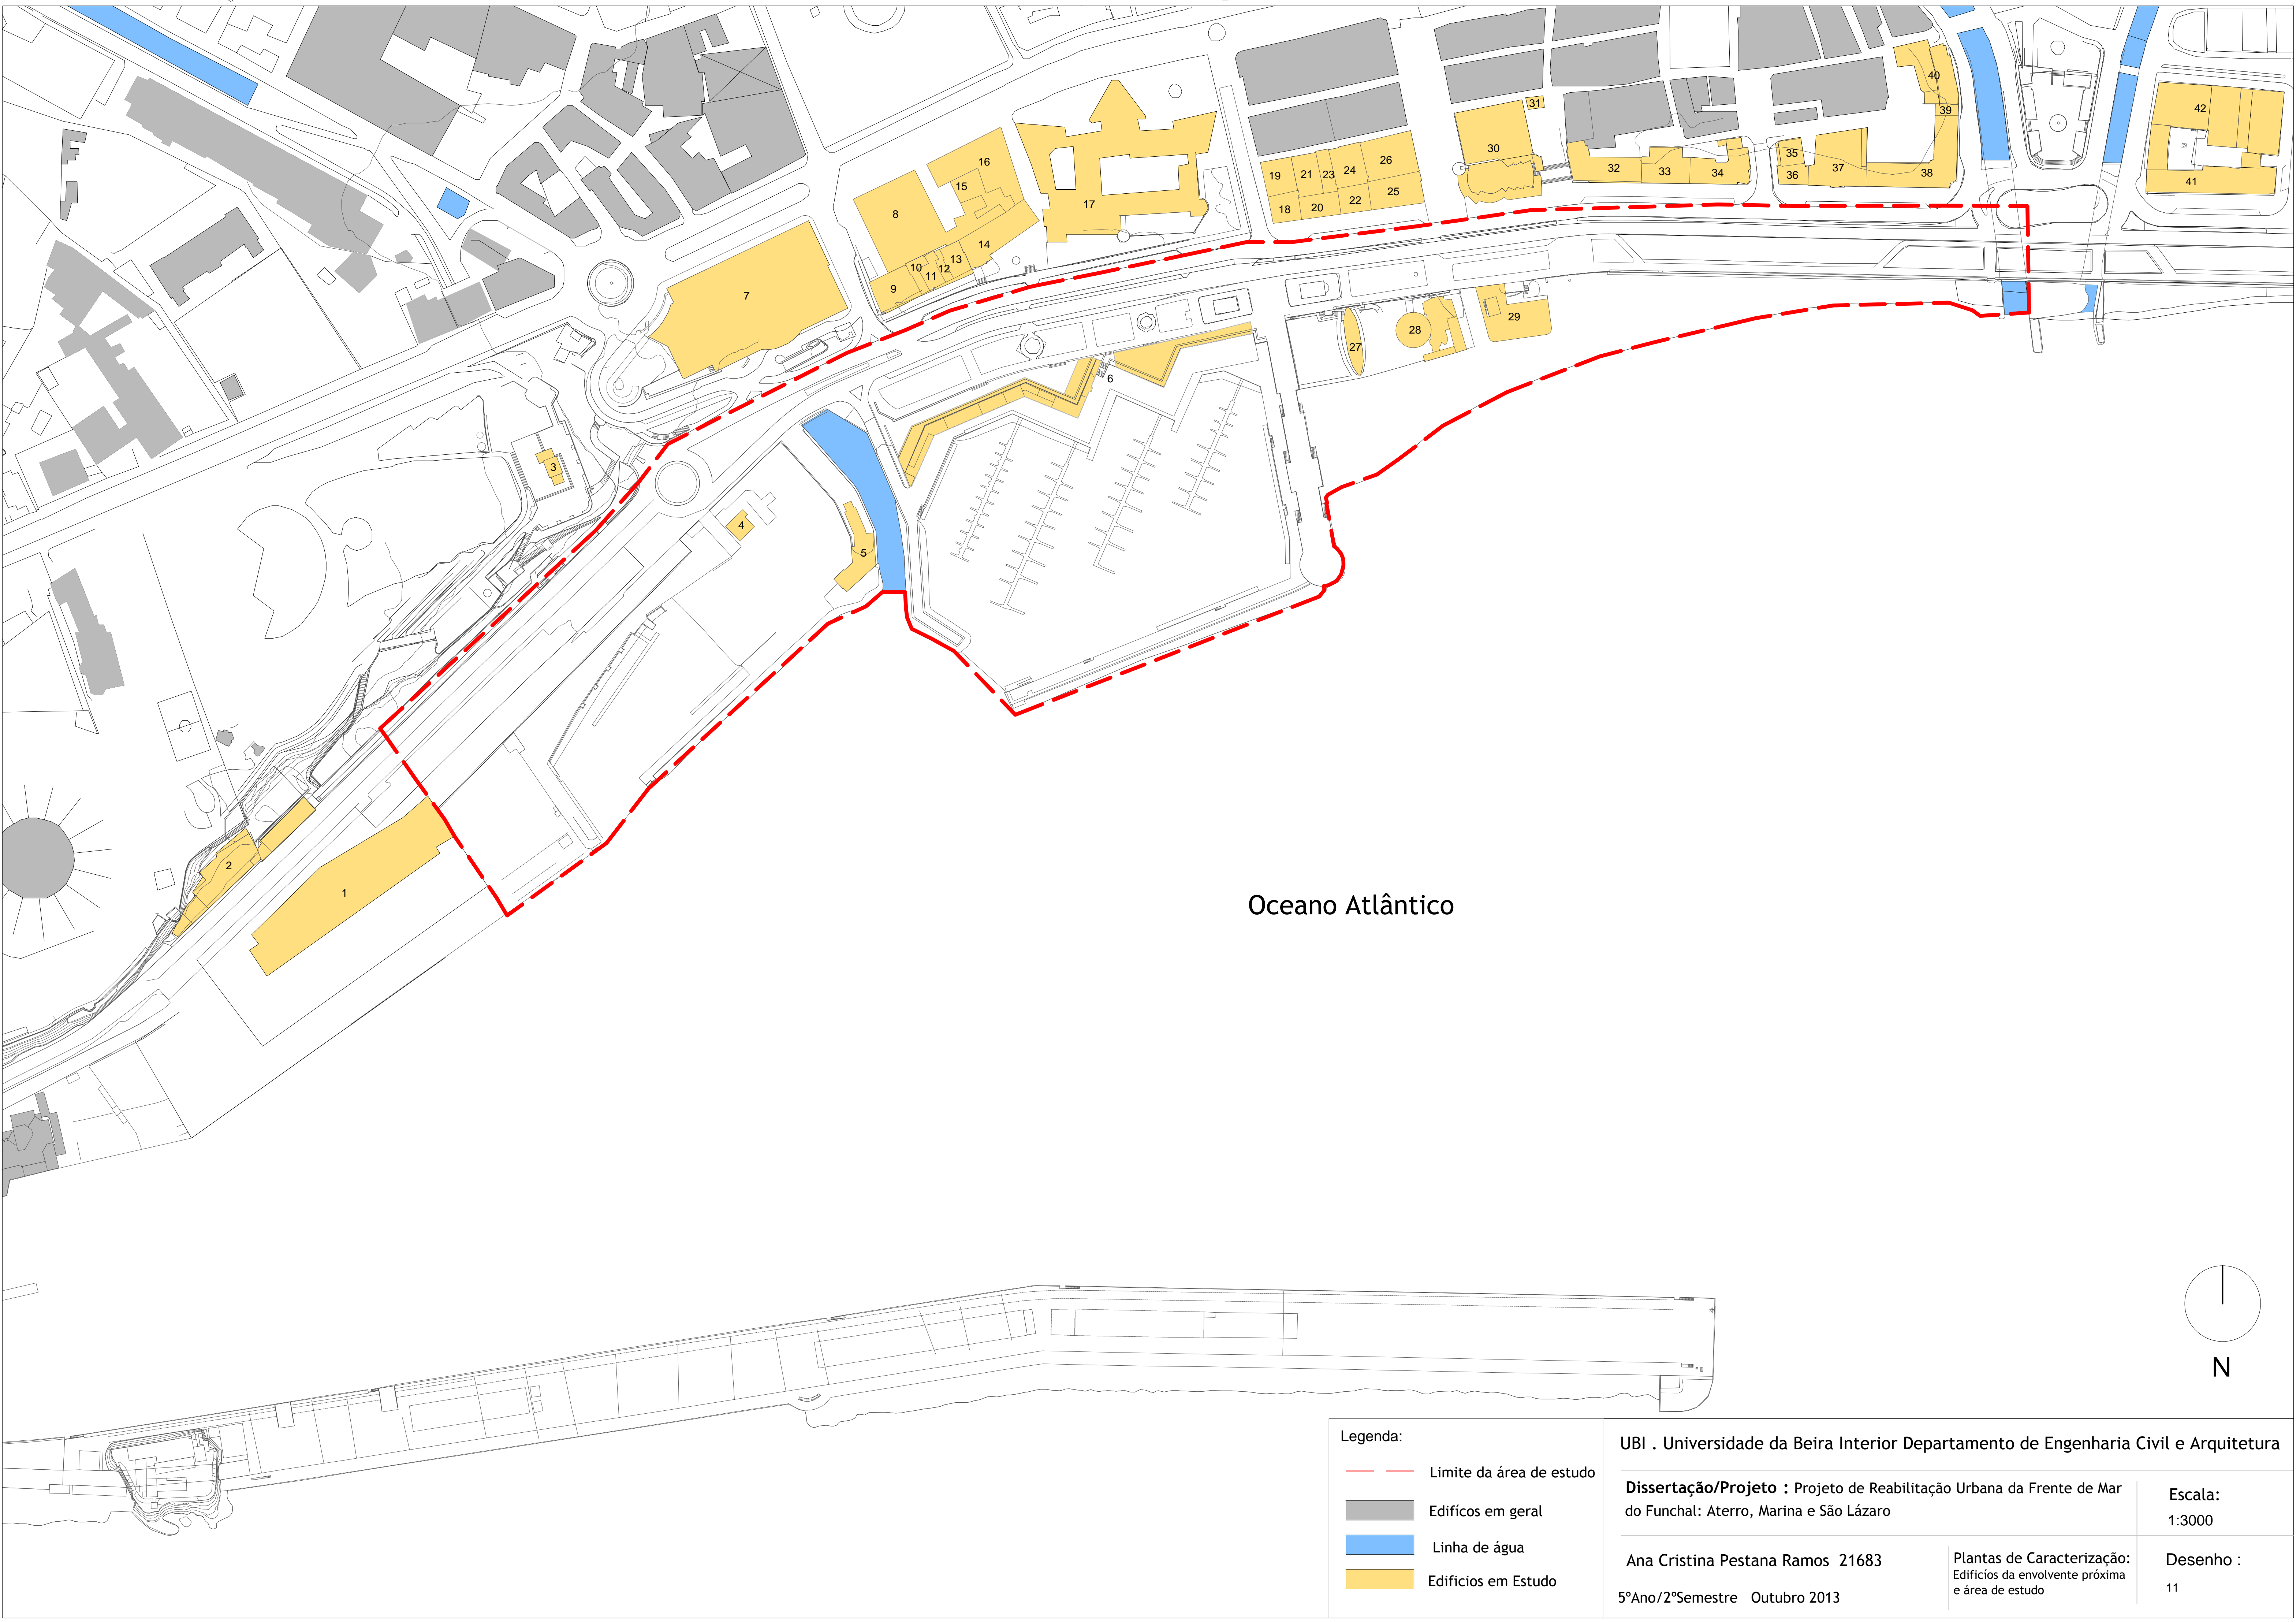 40
42
39
31
16
26
30
35
24
19
21
23
15
32
33
34
37
36
38
41
25
17
8
22
18
20
14
13
10
12
11
9
7
29
28
27
6
3
4
5
2
1
Oceano Atlântico
N
Legenda:
Limite da área de estudo
Edifícos em geral
Linha de água
Edificios em Estudo
UBI . Universidade da Beira Interior Departamento de Engenharia Civil e Arquitetura
Dissertação/Projeto : Projeto de Reabilitação Urbana da Frente de Mar
do Funchal: Aterro, Marina e São Lázaro
Escala:
1:3000
Ana Cristina Pestana Ramos 21683
5ºAno/2ºSemestre Outubro 2013
Plantas de Caracterização:
Edificíos da envolvente próxima
e área de estudo
Desenho :
11